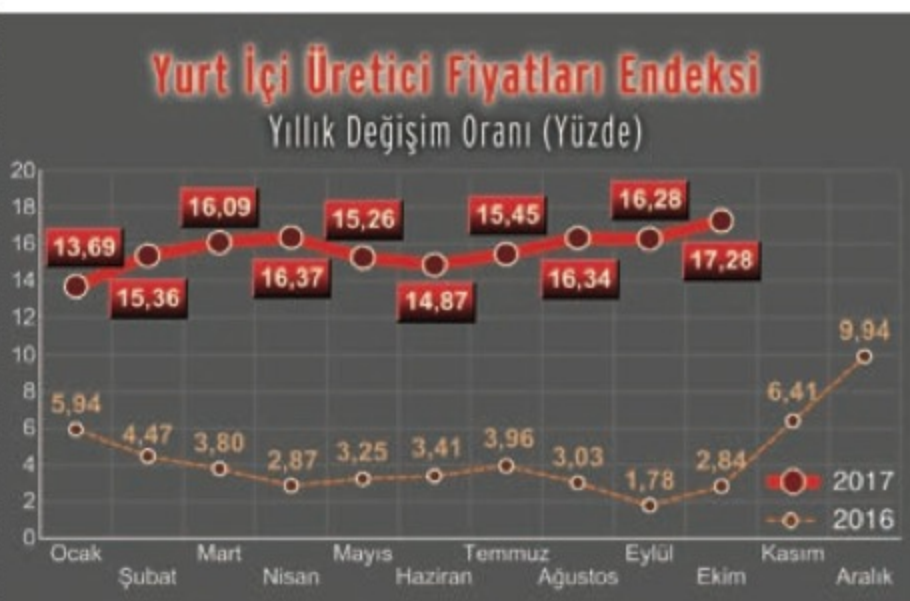 Yurt İçi Üretici Fiyatları Endeksi
Yıllık Değişim Oranı (Yüzde)
20
18
16
14
12
10
8
6
4
2
0
13,69
15,36
16,09
16,37
15,26
14,87
15,45
16,34
16,28
17,28
5,94
4,47
3,80
2,87
3,25
3,41
3,96
3,03
1,78
2,84
6,41
9,94
2017
2016
Ocak
Şubat
Mart
Nisan
Mayıs
Haziran
Temmuz
Ağustos
Eylül
Ekim
Kasım
Aralık